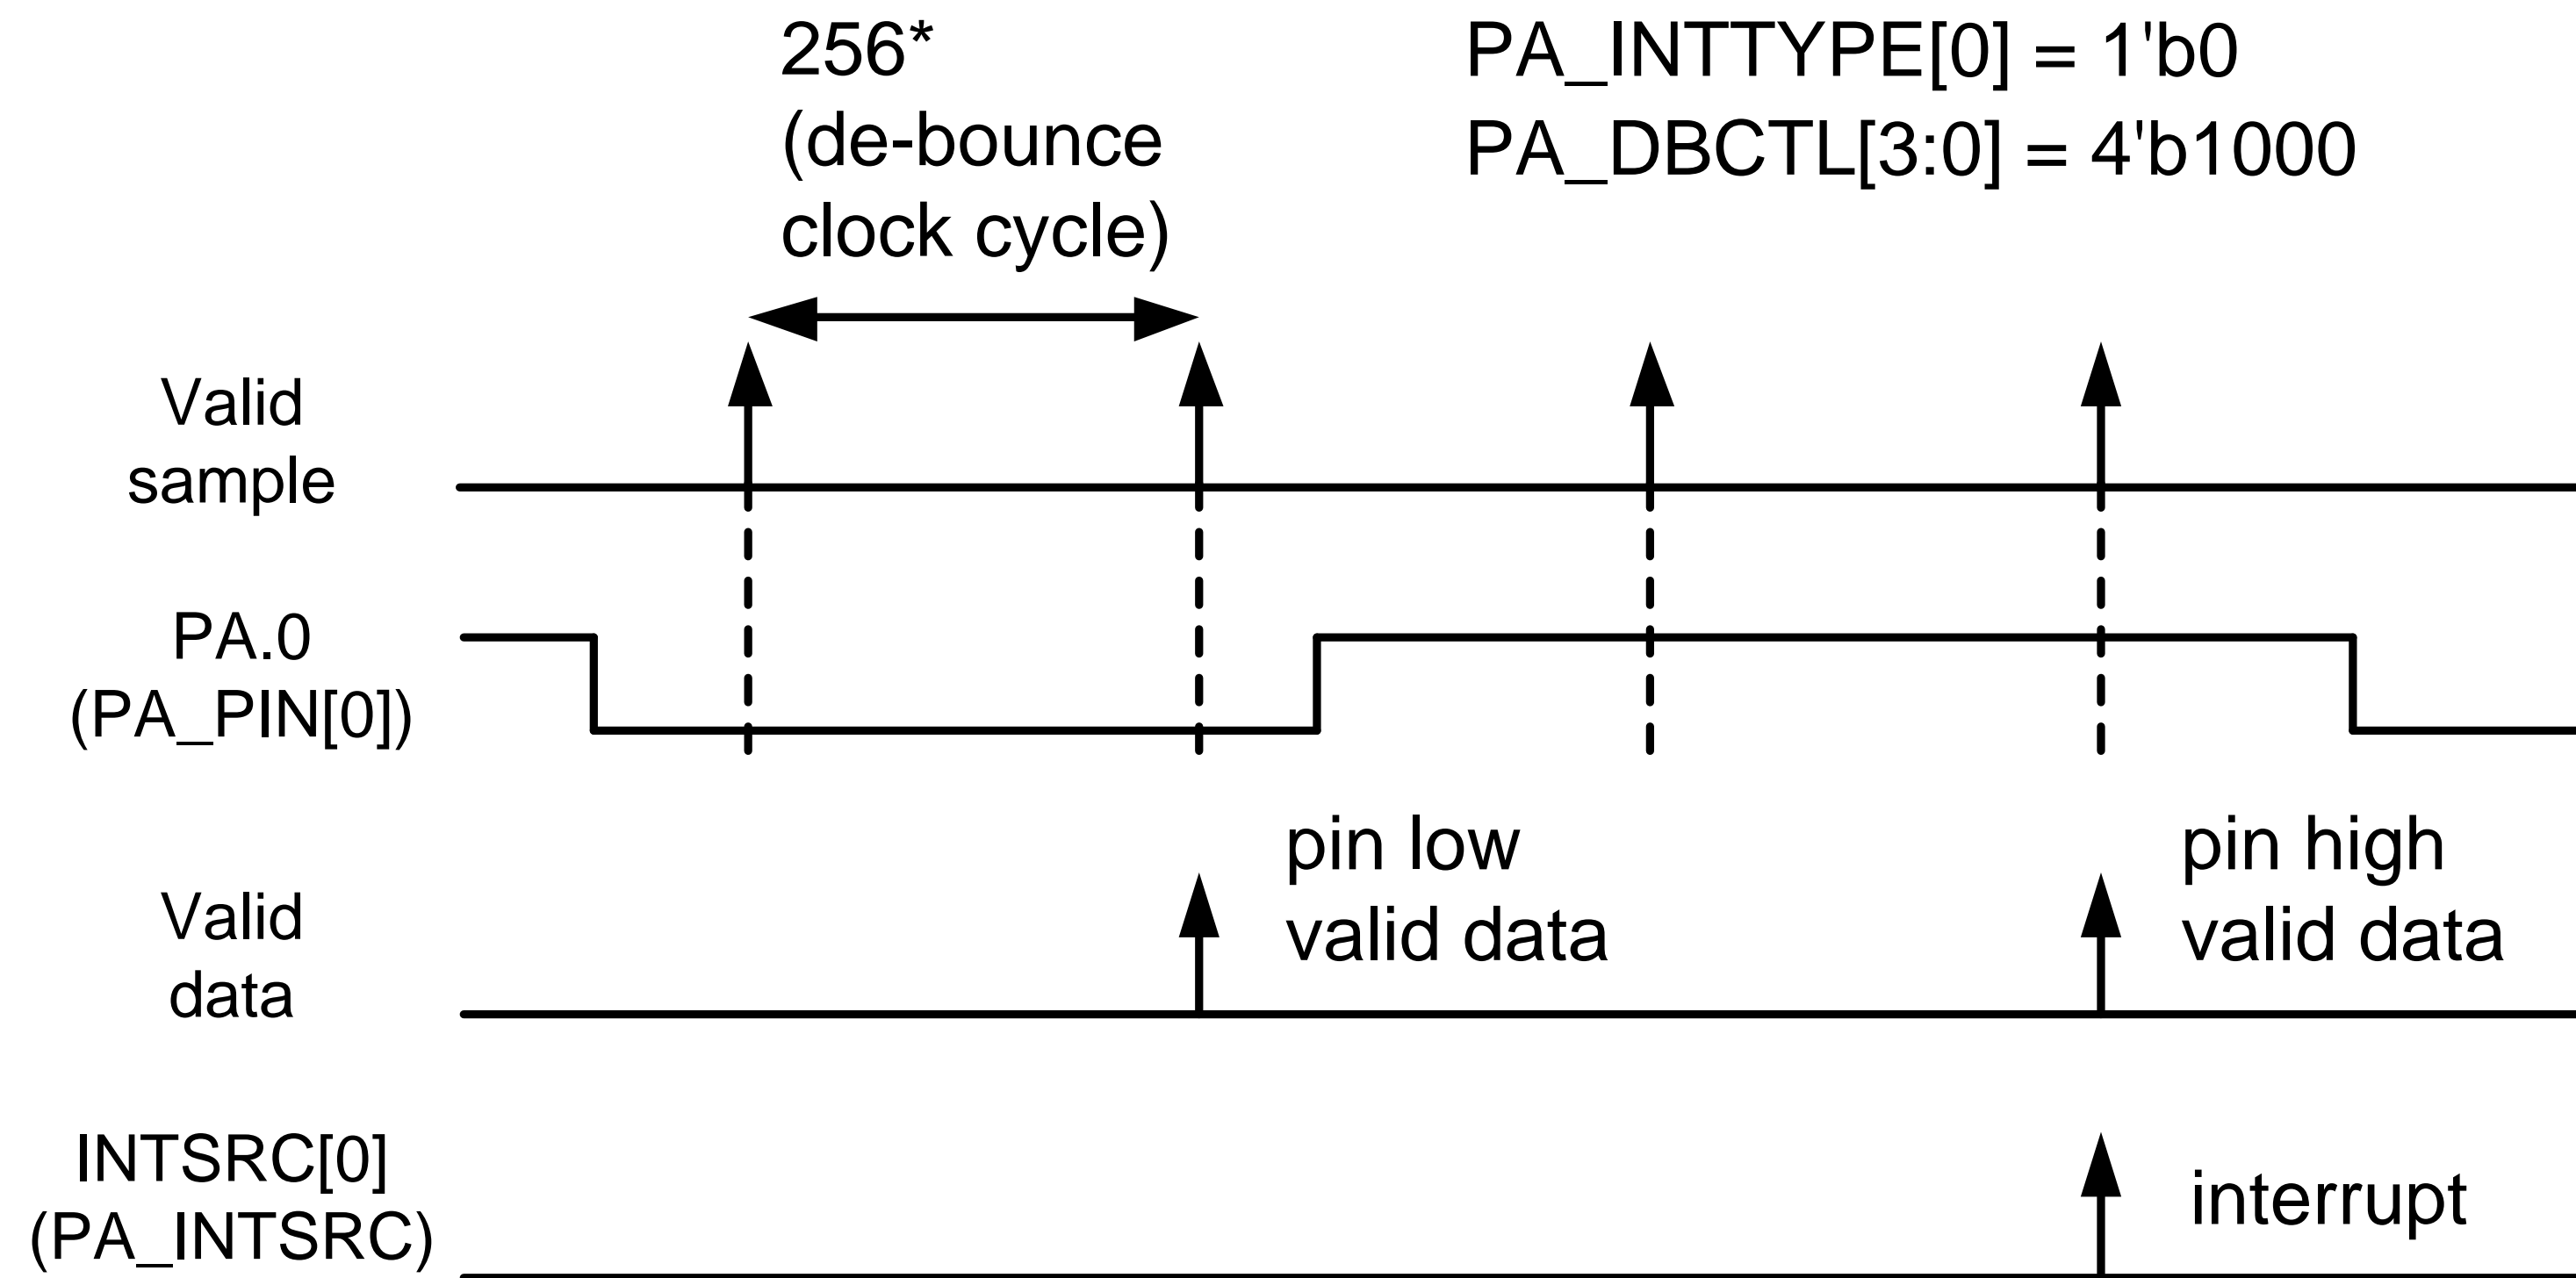 256*
(de-bounce
clock cycle)
PA_INTTYPE[0] = 1'b0
PA_DBCTL[3:0] = 4'b1000
Valid
sample
PA.0
(PA_PIN[0])
pin low
valid data
pin high
valid data
Valid
data
INTSRC[0]
(PA_INTSRC)
interrupt